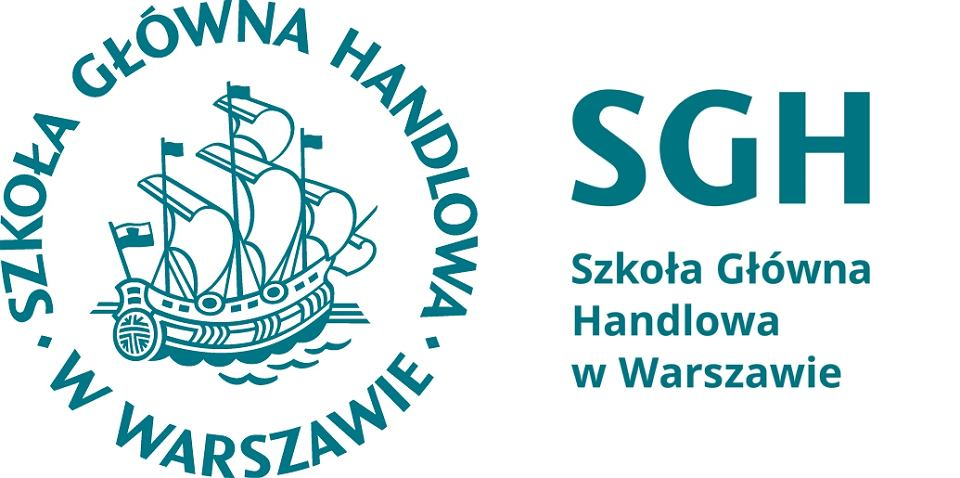 SZKOŁA GŁÓWNA HANDLOWA
· W WARSZAWIE ·
SGH
Szkoła Główna
Handlowa
w Warszawie